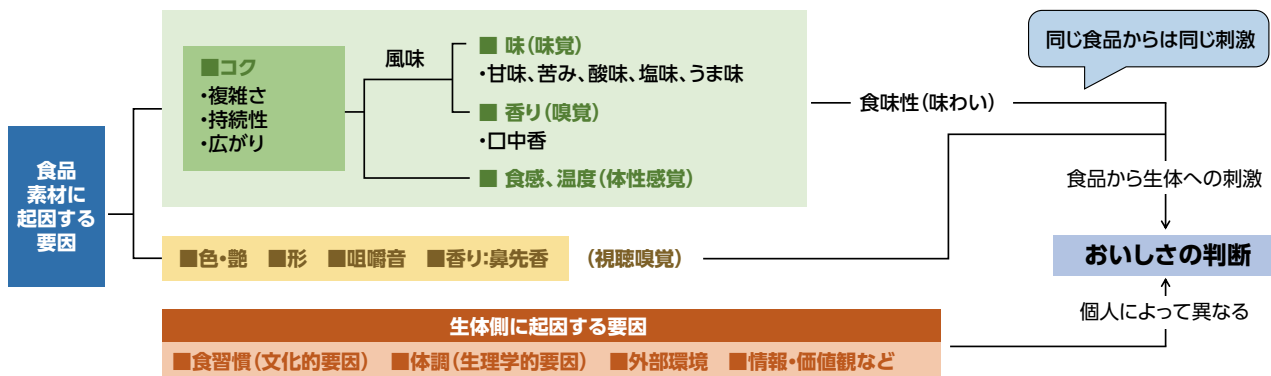 食品
素材に
起因する
要因
■コク
・複雑さ
・持続性
・広がり
風味
■ 味(味覚)
・甘味、苦み、酸味、塩味、うま味
■ 香り(嗅覚)
・口中香
■ 食感、温度(体性感覚)
食味性(味わい)
同じ食品からは同じ刺激
■色・艶 ■形 ■咀嚼音 ■香り:鼻先香 (視聴嗅覚)
食品から生体への刺激
おいしさの判断
個人によって異なる
生体側に起因する要因
■食習慣(文化的要因) ■体調(生理学的要因) ■外部環境 ■情報・価値観など